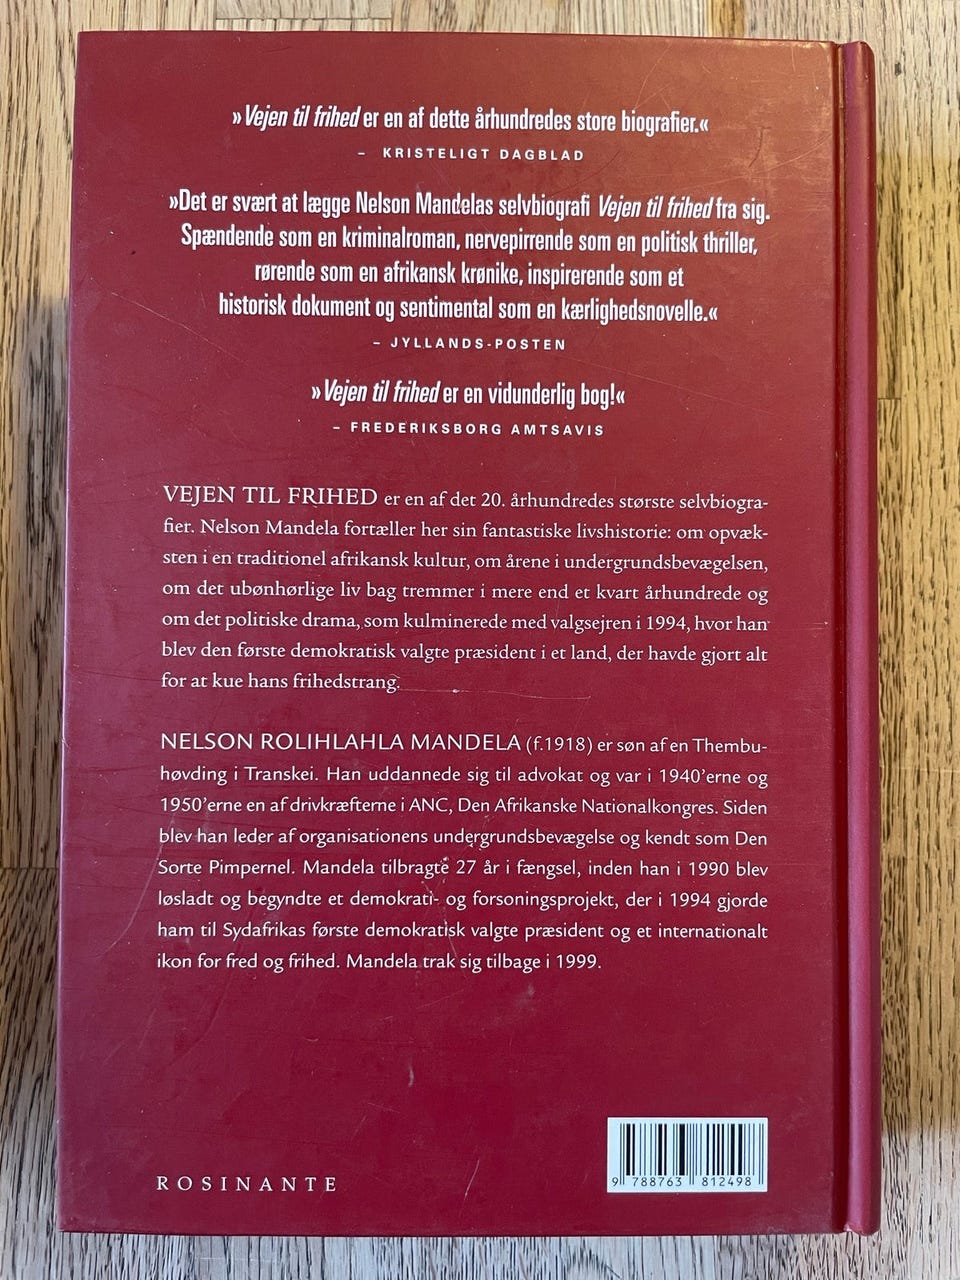 »Vejen til frihed er en af dette århundredes store biografier.«
– KRISTELIGT DAGBLAD
»Det er svært at lægge Nelson Mandelas selvbiografi Vejen til frihed fra sig.
Spændende som en kriminalroman, nervepirrende som en politisk thriller,
rørende som en afrikansk krønike, inspirerende som et
historisk dokument og sentimental som en kærlighedsnovelle.«
– JYLLANDS-POSTEN
»Vejen til frihed er en vidunderlig bog!«
– FREDERIKSBORG AMTSAVIS
VEJEN TIL FRIHED er en af det 20. århundredes største selvbiogra-
fier. Nelson Mandela fortæller her sin fantastiske livshistorie: om opvæk-
sten i en traditionel afrikansk kultur, om årene i undergrundsbevægelsen,
om det ubønhørlige liv bag tremmer i mere end et kvart århundrede og
om det politiske drama, som kulminerede med valgsejren i 1994, hvor han
blev den første demokratisk valgte præsident i et land, der havde gjort alt
for at kue hans frihedstrang.
NELSON ROLIHLAHLA MANDELA (f.1918) er søn af en Thembu-
høvding i Transkei. Han uddannede sig til advokat og var i 1940'erne og
1950'erne en af drivkræfterne i ANC, Den Afrikanske Nationalkongres. Siden
blev han leder af organisationens undergrundsbevægelse og kendt som Den
Sorte Pimpernel. Mandela tilbragte 27 år i fængsel, inden han i 1990 blev
løsladt og begyndte et demokrati- og forsoningsprojekt, der i 1994 gjorde
ham til Sydafrikas første demokratisk valgte præsident og et internationalt
ikon for fred og frihed. Mandela trak sig tilbage i 1999.
ROSINANTE
9 788763 812498